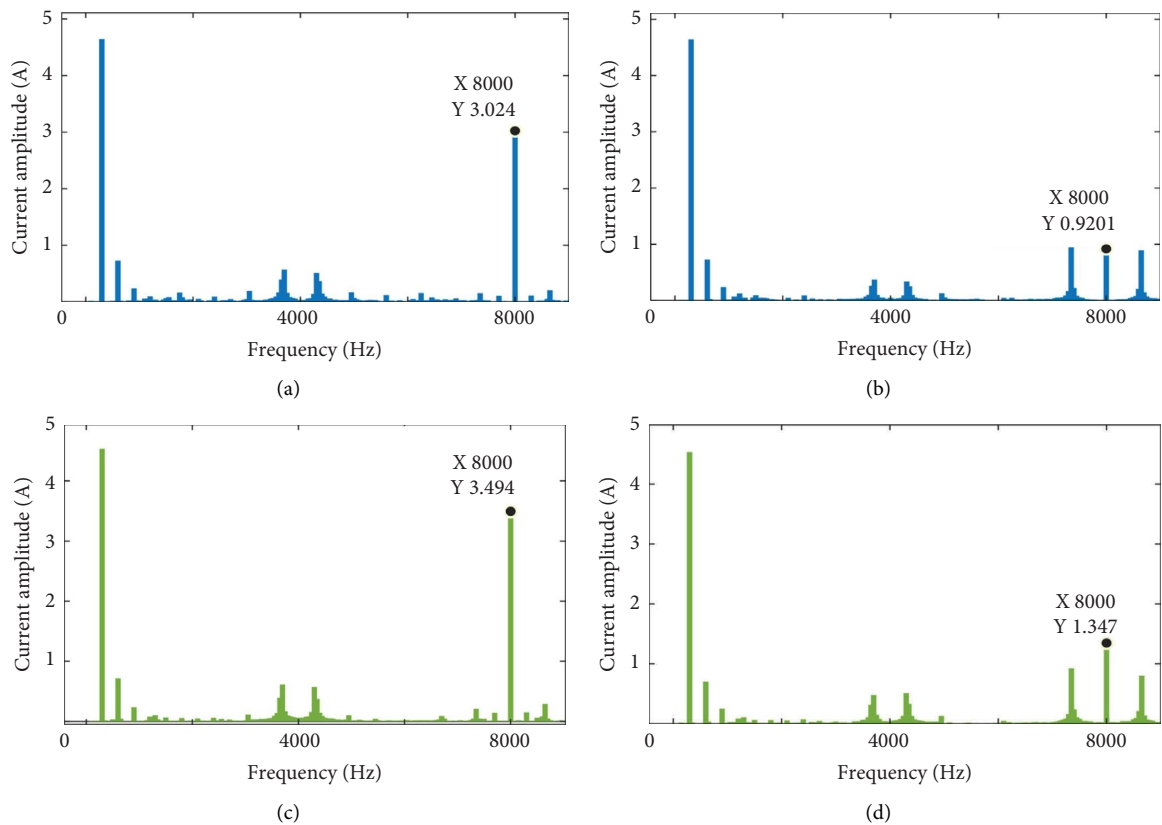 5
4
3
2
1
Current amplitude (A)
X 8000
Y 3.024
0
4000
8000
Frequency (Hz)
(a)
5
4
3
2
1
Current amplitude (A)
X 8000
Y 0.9201
0
4000
8000
Frequency (Hz)
(b)
5
4
3
2
1
Current amplitude (A)
X 8000
Y 3.494
0
4000
8000
Frequency (Hz)
(c)
5
4
3
2
1
Current amplitude (A)
X 8000
Y 1.347
0
4000
8000
Frequency (Hz)
(d)